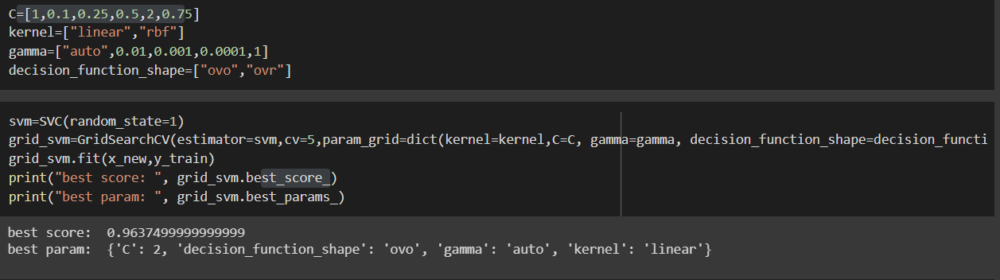 C=[1,0.1,0.25,0.5,2,0.75]
kernel=["linear","rbf"]
gamma=["auto",0.01,0.001,0.0001,1]
decision_function_shape=["ovo","ovr"]
svm=SVC(random_state=1)
grid_svm=GridSearchCV(estimator=svm,cv=5,param_grid=dict(kernel=kernel,C=C, gamma=gamma, decision_function_shape=decision_functi
grid_svm.fit(x_new,y_train)
print("best score: ", grid_svm.best_score_)
print("best param: ", grid_svm.best_params_)
best score:  0.9637499999999999
best param:  {'C': 2, 'decision_function_shape': 'ovo', 'gamma': 'auto', 'kernel': 'linear'}